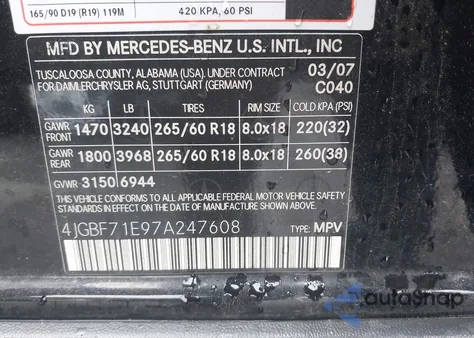 165/90 D19 (R19) 119M 420 KPA, 60 PSI
MFD BY MERCEDES-BENZ U.S. INTL., INC
TUSCALOOSA COUNTY, ALABAMA (USA). UNDER CONTRACT 03/07
FOR DAIMLERCHRYSLER AG, STUTTGART (GERMANY) C040
KG LB TIRES RIM SIZE COLD KPA (PSI)
GAWR FRONT 1470 3240 265/60 R18 8.0x18 220(32)
GAWR REAR 1800 3968 265/60 R18 8.0x18 260(38)
GVWR 3150 6944
THIS VEHICLE CONFORMS TO ALL APPLICABLE FEDERAL MOTOR VEHICLE
SAFETY STANDARDS IN EFFECT ON THE DATE OF MANUFACTURE SHOWN ABOVE.
4JGBF71E97A247608 TYPE: MPV
autosnap